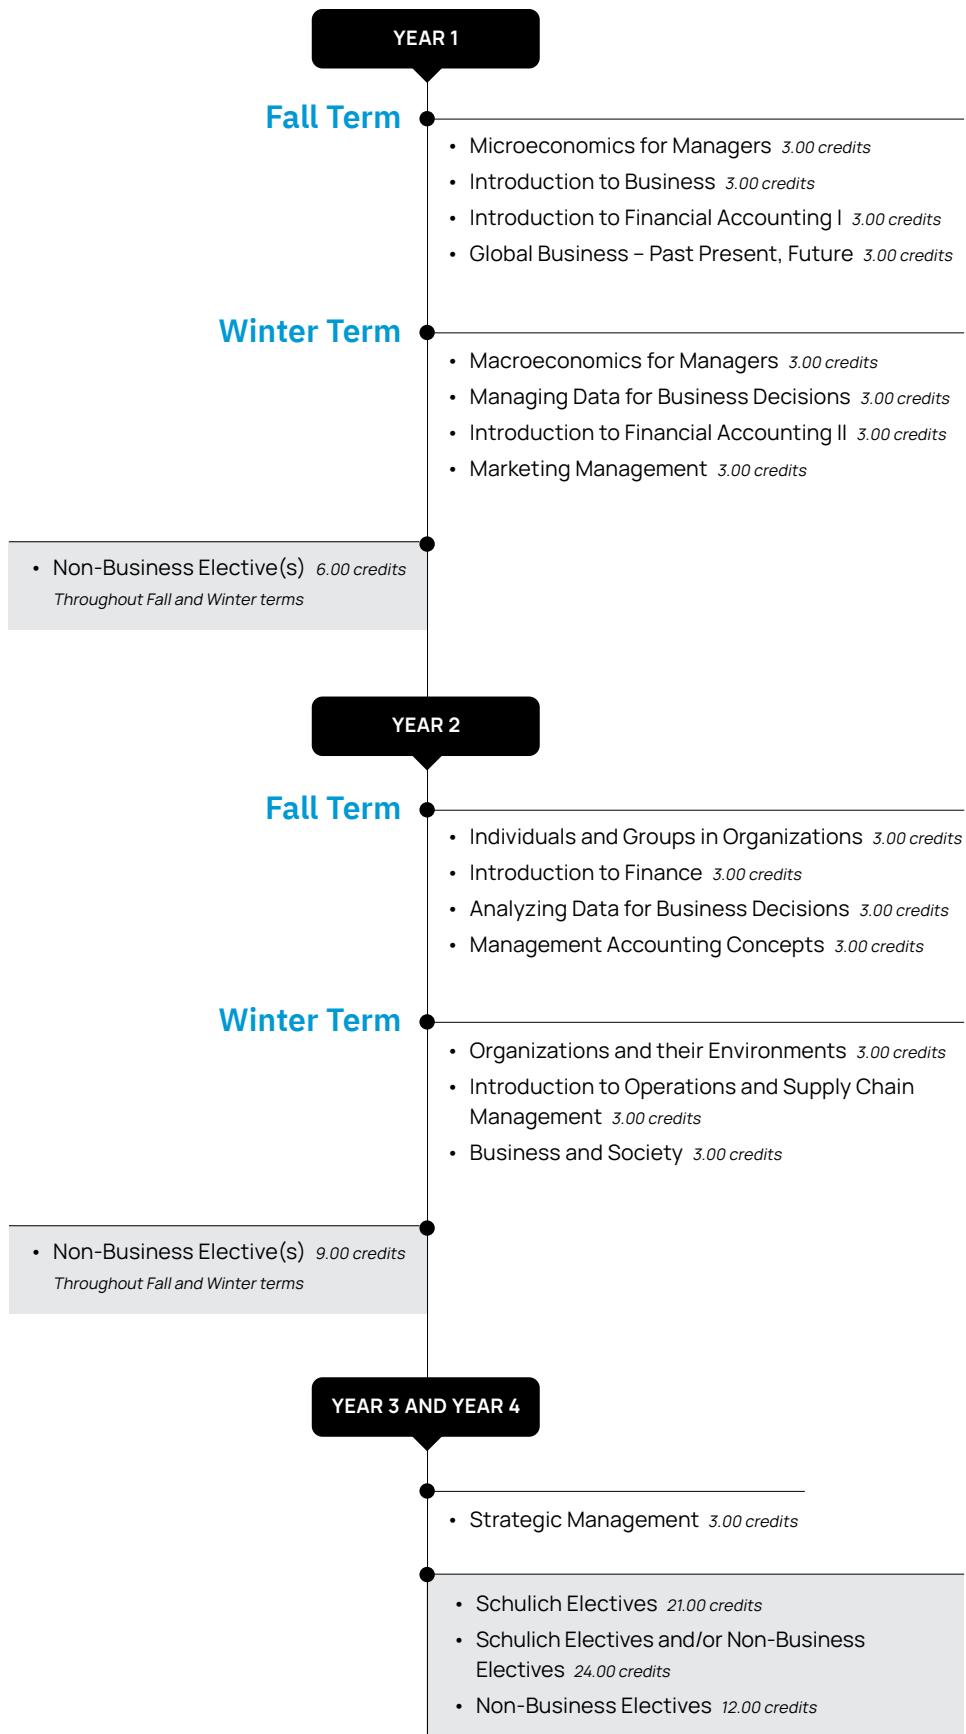 YEAR 1
Fall Term
• Microeconomics for Managers 3.00 credits
• Introduction to Business 3.00 credits
• Introduction to Financial Accounting I 3.00 credits
• Global Business – Past Present, Future 3.00 credits
Winter Term
• Macroeconomics for Managers 3.00 credits
• Managing Data for Business Decisions 3.00 credits
• Introduction to Financial Accounting II 3.00 credits
• Marketing Management 3.00 credits
• Non-Business Elective(s) 6.00 credits
Throughout Fall and Winter terms
YEAR 2
Fall Term
• Individuals and Groups in Organizations 3.00 credits
• Introduction to Finance 3.00 credits
• Analyzing Data for Business Decisions 3.00 credits
• Management Accounting Concepts 3.00 credits
Winter Term
• Organizations and their Environments 3.00 credits
• Introduction to Operations and Supply Chain
Management 3.00 credits
• Business and Society 3.00 credits
• Non-Business Elective(s) 9.00 credits
Throughout Fall and Winter terms
YEAR 3 AND YEAR 4
• Strategic Management 3.00 credits
• Schulich Electives 21.00 credits
• Schulich Electives and/or Non-Business
Electives 24.00 credits
• Non-Business Electives 12.00 credits